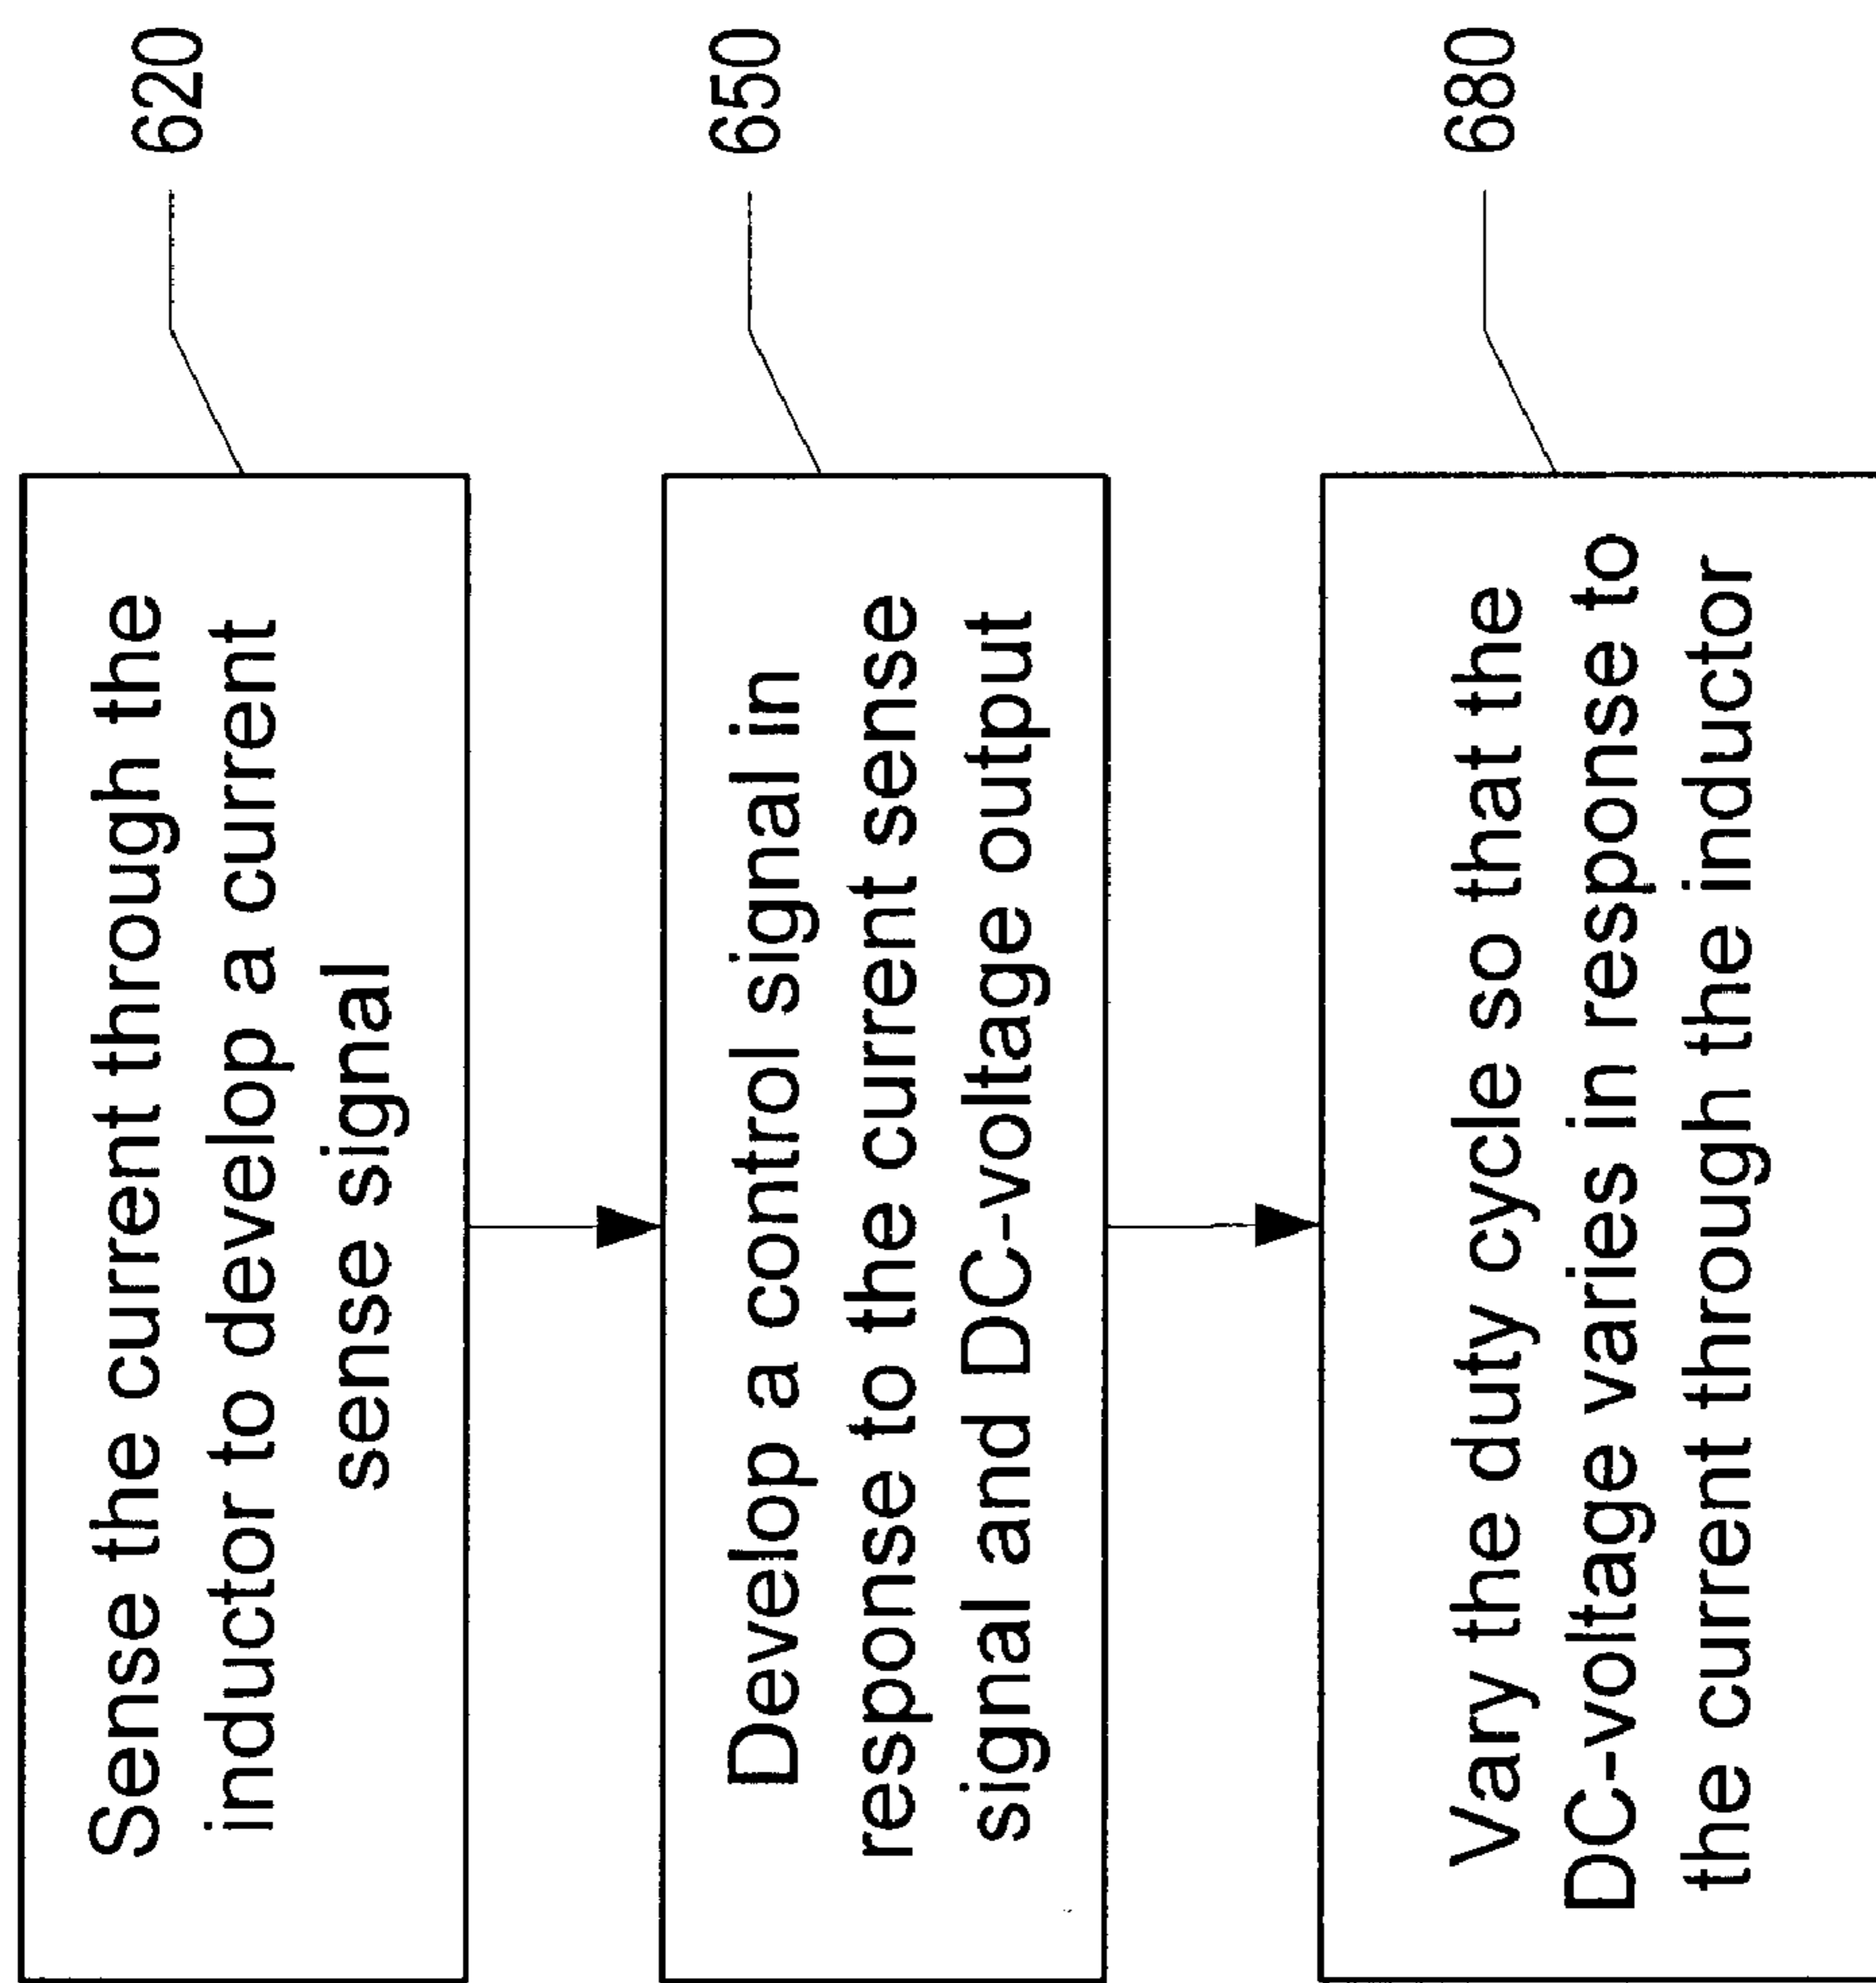 Sense the current through the
inductor to develop a current
sense signal
620
Develop a control signal in
response to the current sense
signal and DC-voltage output
650
Vary the duty cycle so that the
DC-voltage varies in response to
the current through the inductor
680